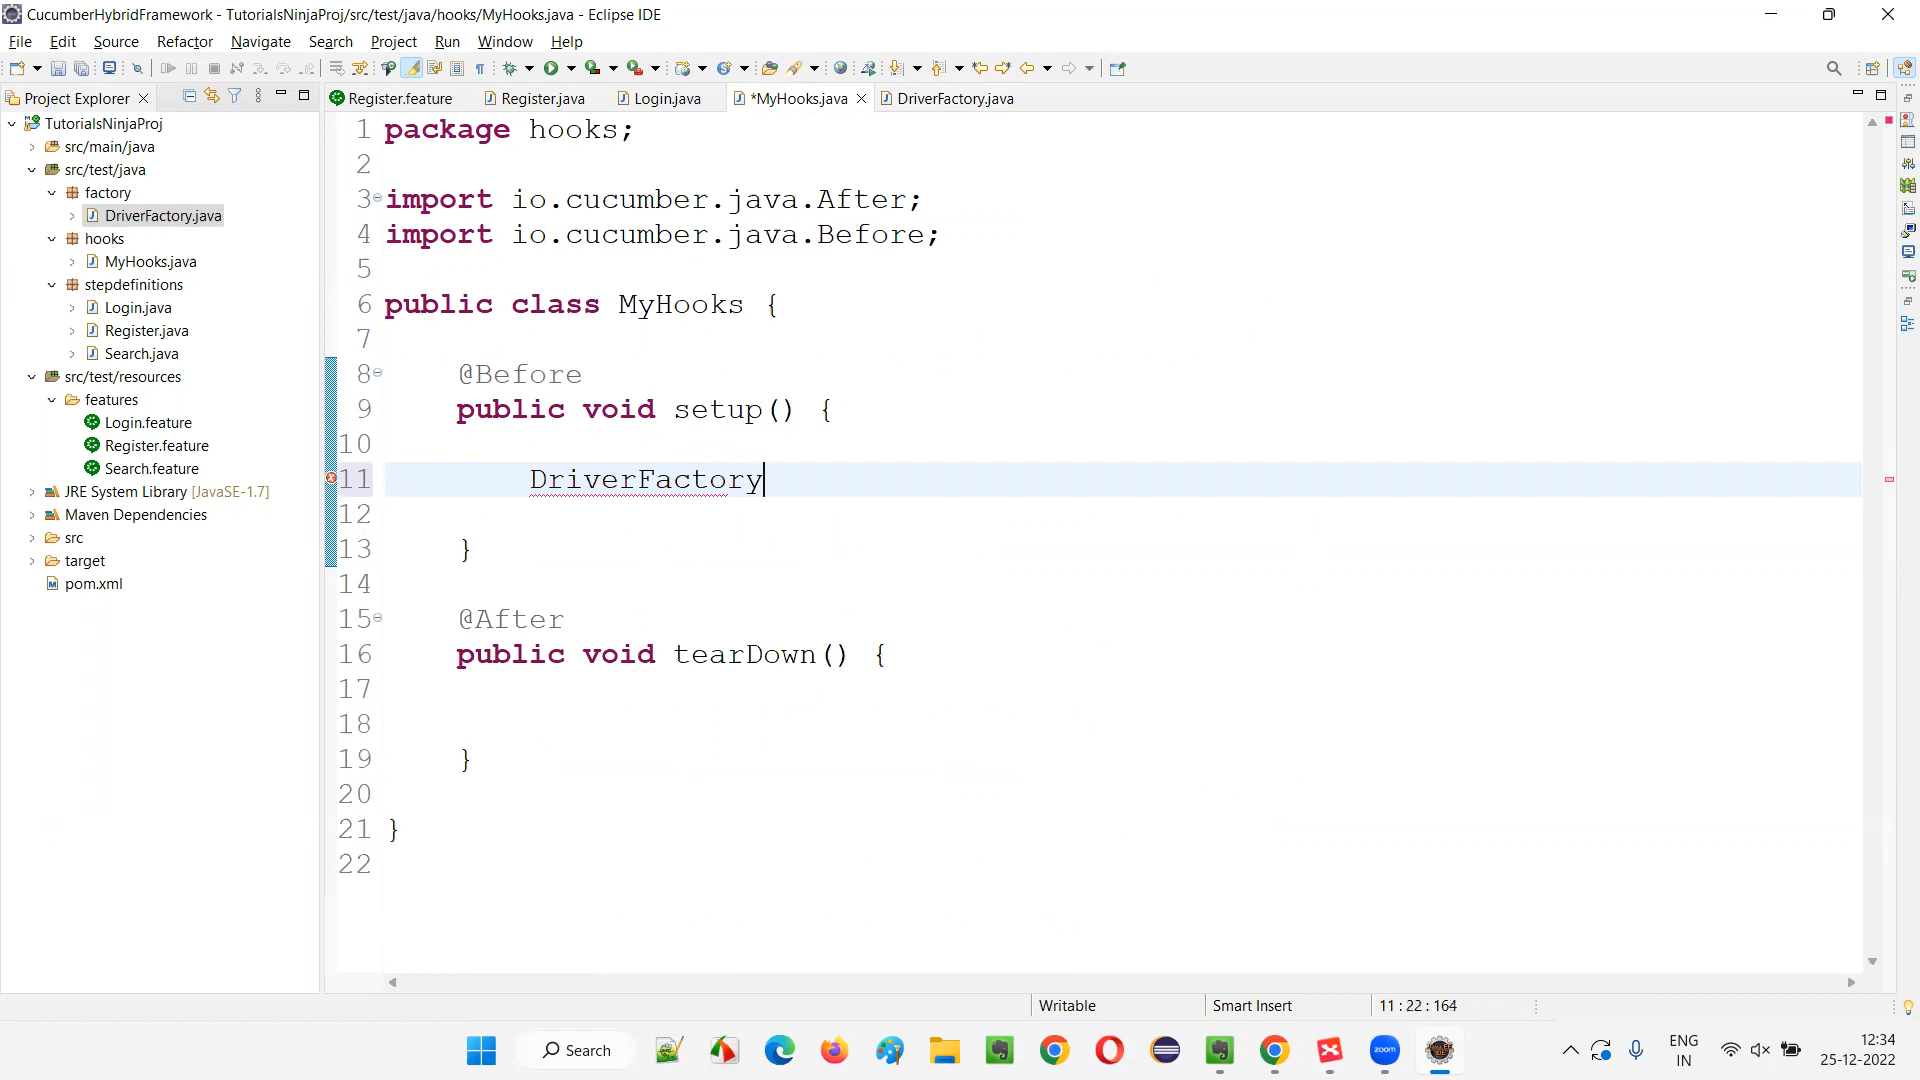 CucumberHybridFramework - TutorialsNinjaProj/src/test/java/hooks/MyHooks.java - Eclipse IDE
File Edit Source Refactor Navigate Search Project Run Window Help
Project Explorer
Register.feature Register.java Login.java *MyHooks.java DriverFactory.java
TutorialsNinjaProj
src/main/java
src/test/java
factory
DriverFactory.java
hooks
MyHooks.java
stepdefinitions
Login.java
Register.java
Search.java
src/test/resources
features
Login.feature
Register.feature
Search.feature
JRE System Library [JavaSE-1.7]
Maven Dependencies
src
target
pom.xml
1 package hooks;
2
3 import io.cucumber.java.After;
4 import io.cucumber.java.Before;
5
6 public class MyHooks {
7
8 @Before
9 public void setup() {
10
11 DriverFactory
12
13 }
14
15 @After
16 public void tearDown() {
17
18
19 }
20
21 }
22
Writable Smart Insert 11 : 22 : 164
Search
zoom
ENG
IN
12:34
25-12-2022